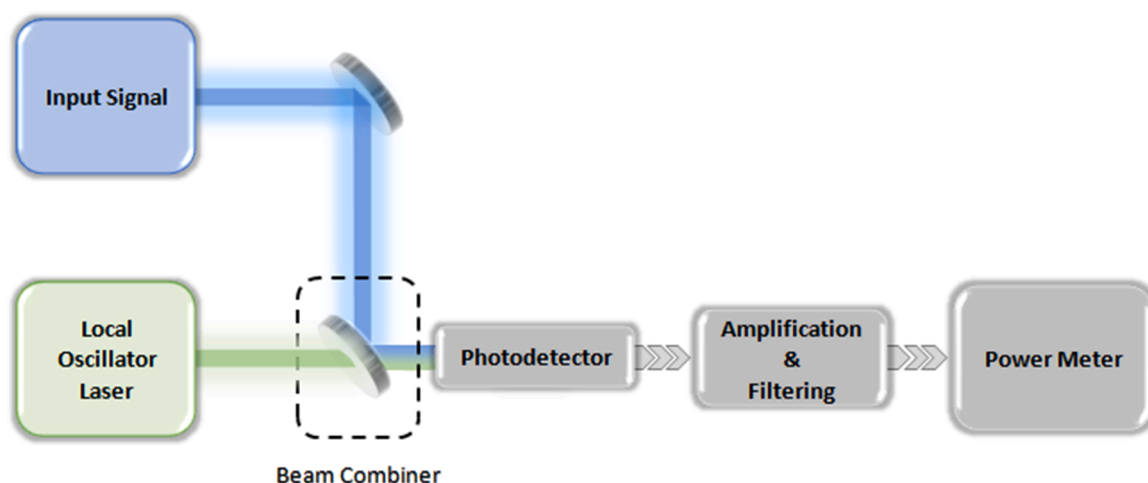 Input Signal
Local
Oscillator
Laser
Photodetector
Amplification
&
Filtering
Power Meter
Beam Combiner